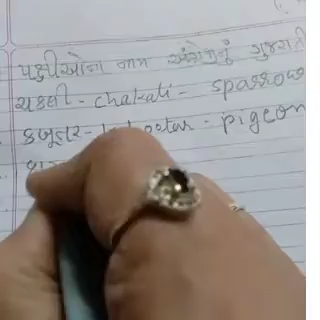 પક્ષીઓના નામ અંગ્રેજીનું ગુજરાતી
ચકલી - chakali - sparrow
કબૂતર - - pigeon